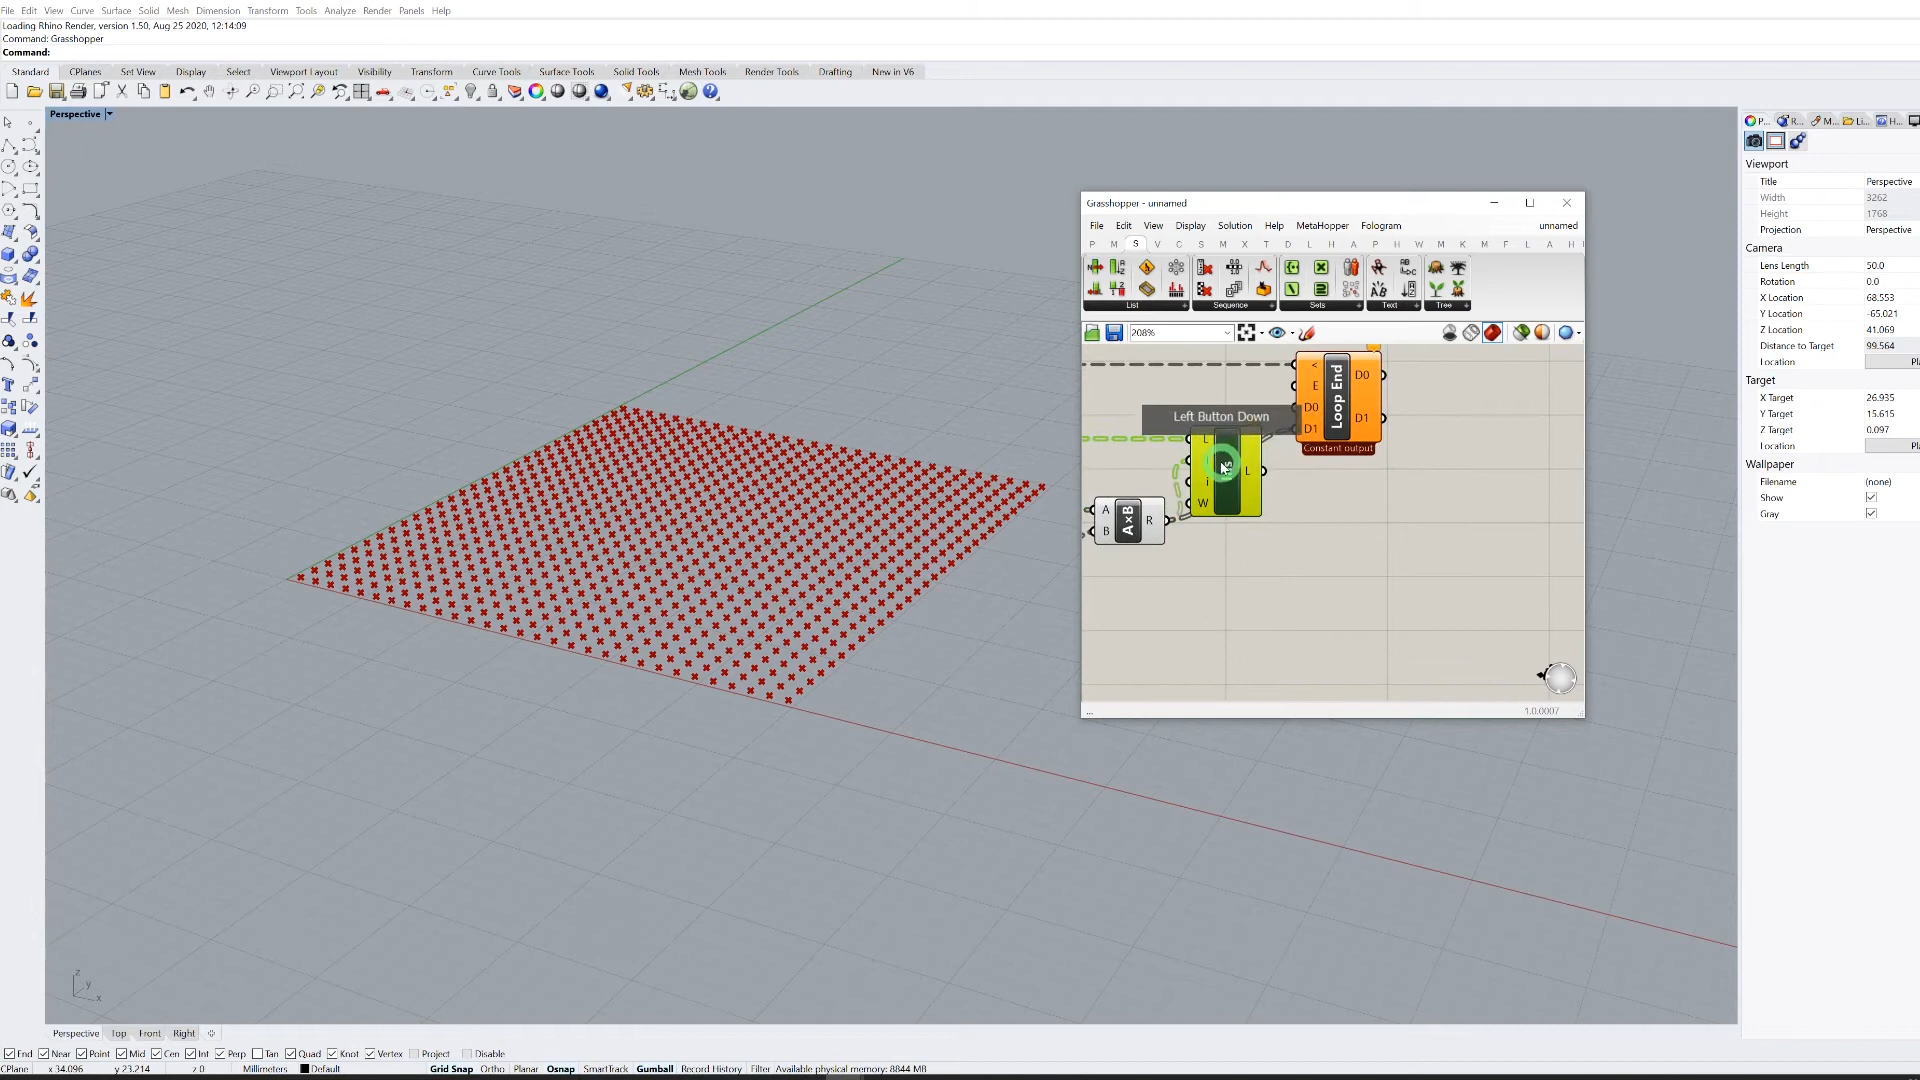 File Edit View Curve Surface Solid Mesh Dimension Transform Tools Analyze Render Panels Help
Loading Rhino Render, version 1.50, Aug 25 2020, 12:14:09
Command: Grasshopper
Command:
Standard CPlanes Set View Display Select Viewport Layout Visibility Transform Curve Tools Surface Tools Solid Tools Mesh Tools Render Tools Drafting New in V6
Perspective
P... R... M... Li... H...
Viewport
Title Perspective
Width 3262
Height 1768
Projection Perspective
Camera
Lens Length 50.0
Rotation 0.0
X Location 68.553
Y Location -65.021
Z Location 41.069
Distance to Target 99.564
Location Pl
Target
X Target 26.935
Y Target 15.615
Z Target 0.097
Location Pl
Wallpaper
Filename (none)
Show
Gray
Grasshopper - unnamed
File Edit View Display Solution Help MetaHopper Fologram unnamed
P M S V C S M X T D L H A P H W M K M F L A H
List Sequence Sets Text Tree
208%
< E D0 D1 Loop End D0 D1
Constant output
Left Button Down
L i W L
A B A×B R
... 1.0.0007
z y x
Perspective Top Front Right
End Near Point Mid Cen Int Perp Tan Quad Knot Vertex Project Disable
CPlane x 34.096 y 23.214 z 0 Millimeters Default Grid Snap Ortho Planar Osnap SmartTrack Gumball Record History Filter Available physical memory: 8844 MB